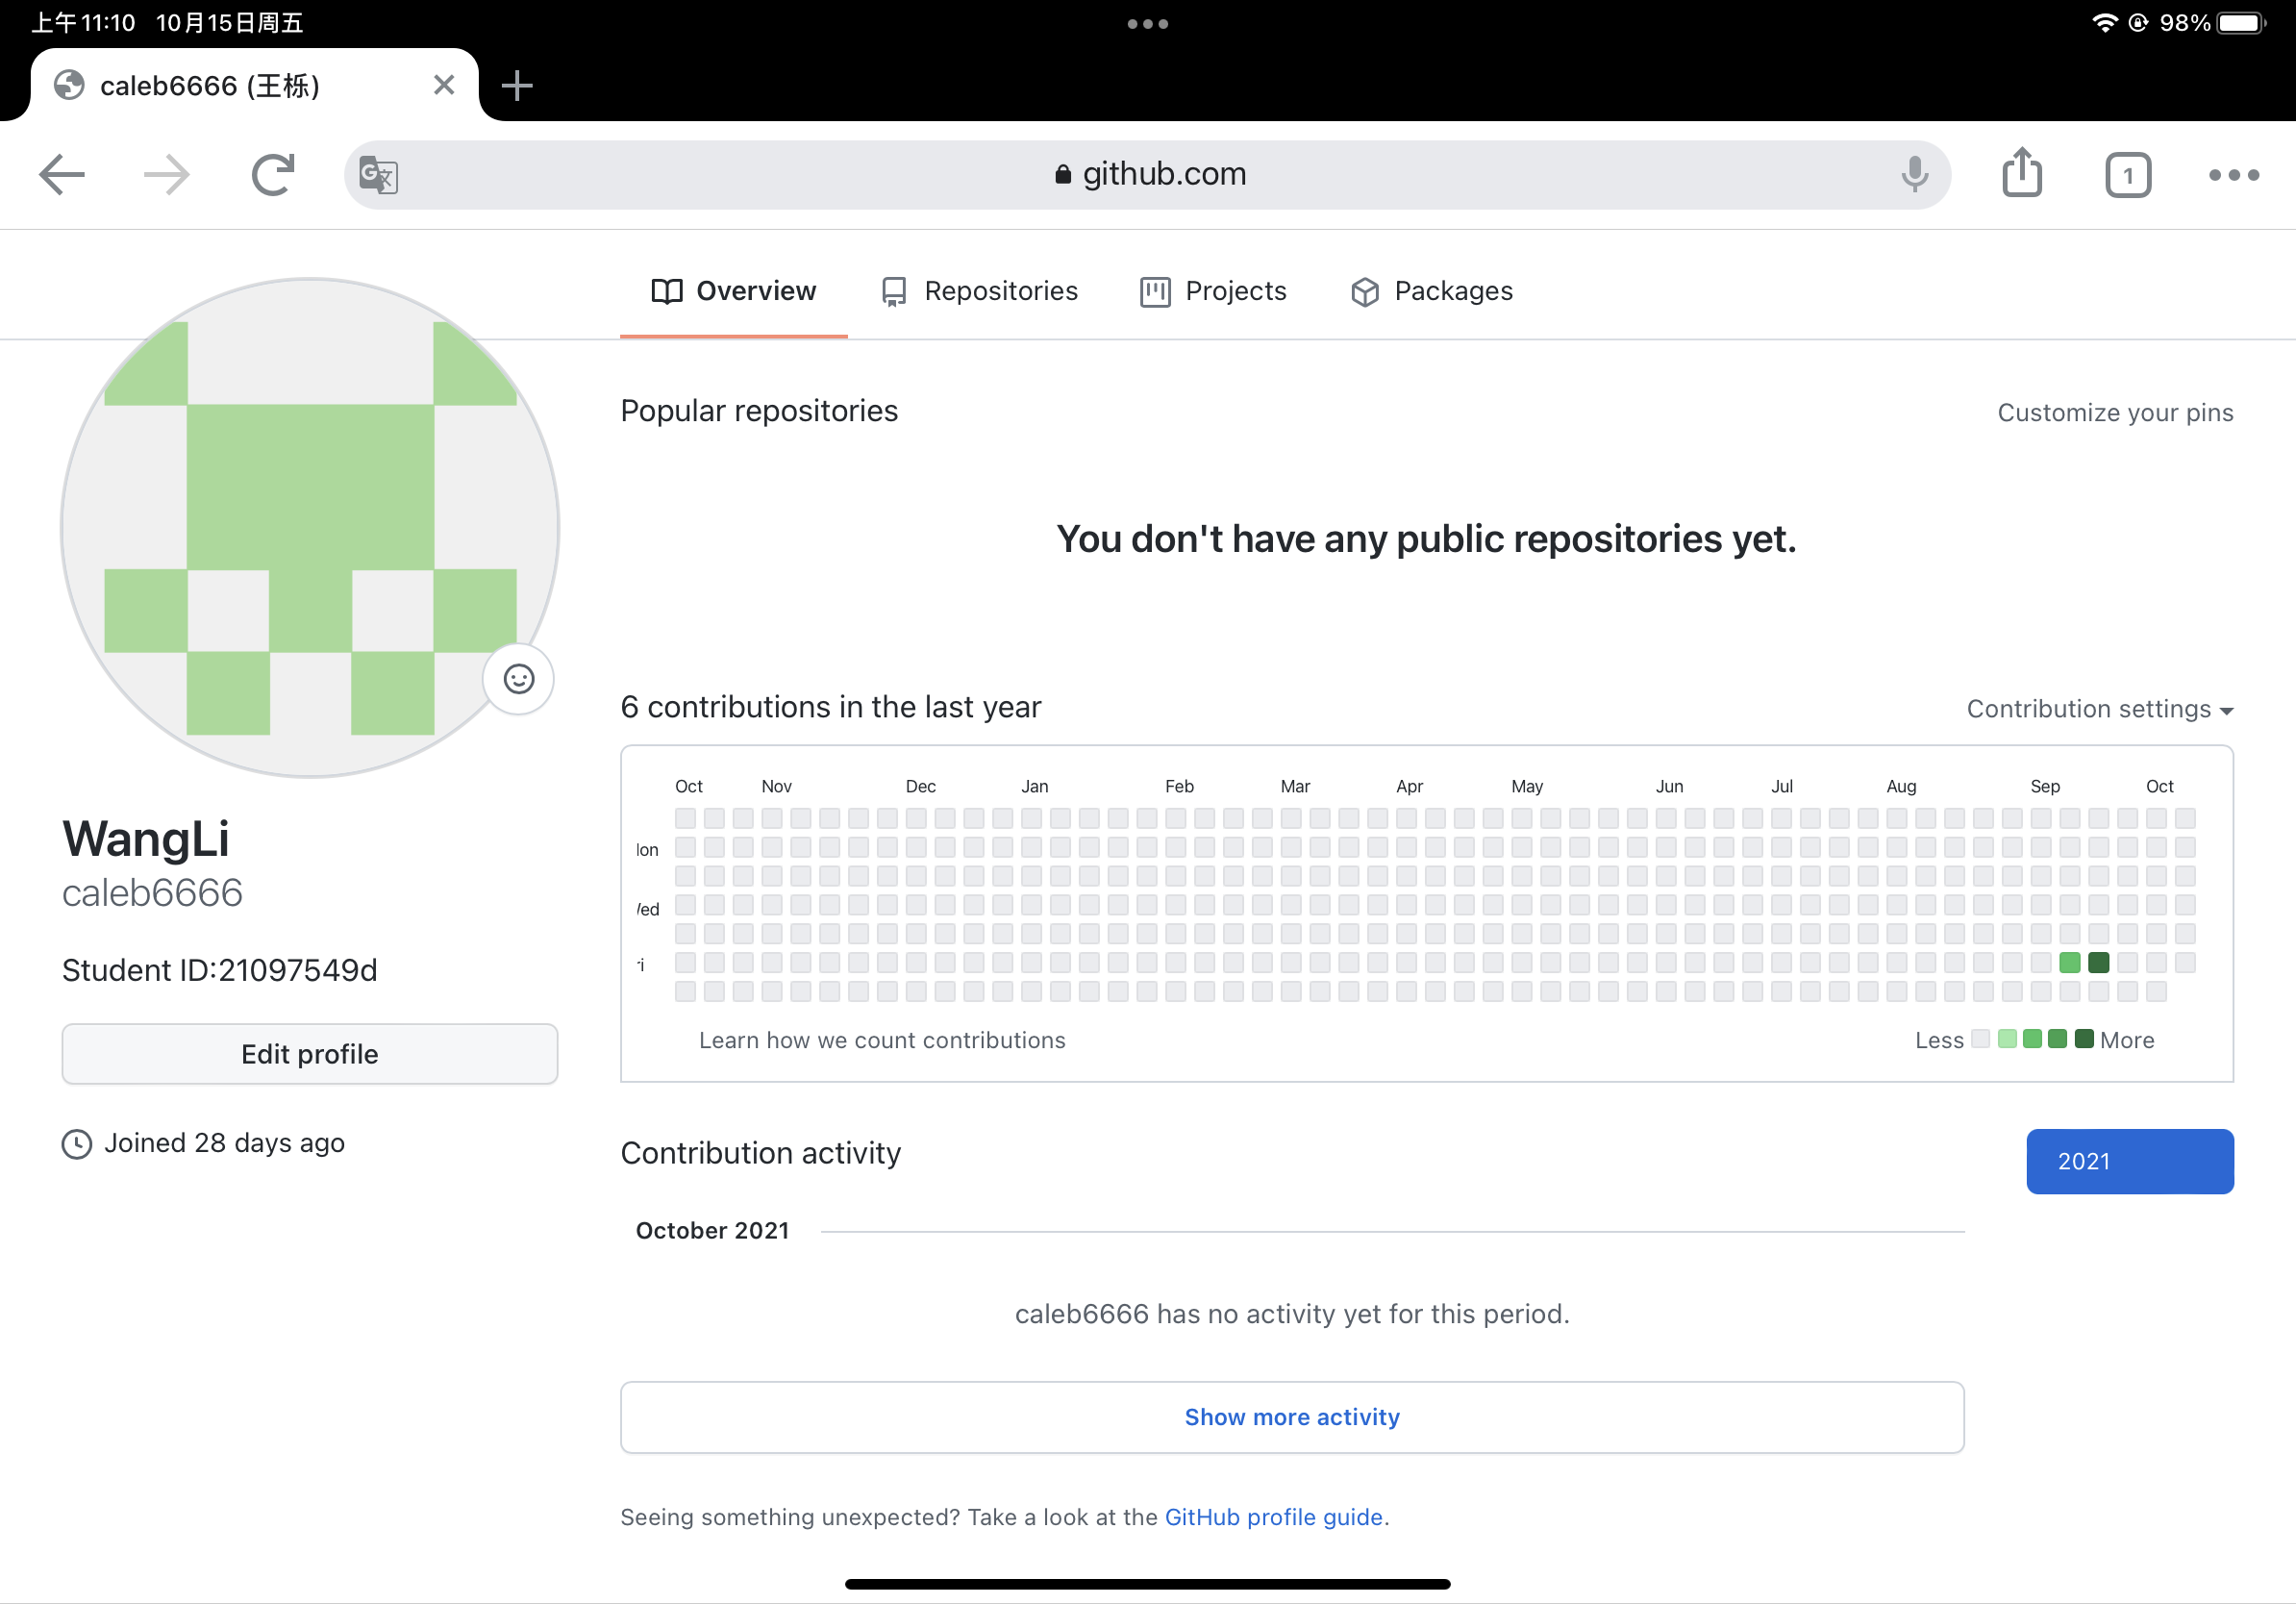 上午11:10 10月15日周五
98%
caleb6666 (王栎)
github.com
1
Overview Repositories Projects Packages
Popular repositories
Customize your pins
You don't have any public repositories yet.
6 contributions in the last year
Contribution settings
Oct Nov Dec Jan Feb Mar Apr May Jun Jul Aug Sep Oct
Learn how we count contributions
Less More
WangLi
caleb6666
Student ID:21097549d
Edit profile
Joined 28 days ago
Contribution activity
2021
October 2021
caleb6666 has no activity yet for this period.
Show more activity
Seeing something unexpected? Take a look at the GitHub profile guide.